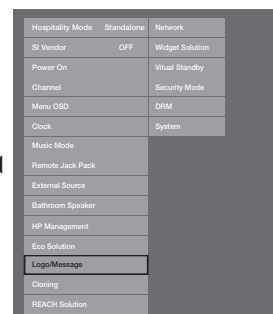 Hospitality Mode Standalone
SI Vendor OFF
Power On
Channel
Menu OSD
Clock
Music Mode
Remote Jack Pack
External Source
Bathroom Speaker
HP Management
Eco Solution
Logo/Message
Cloning
REACH Solution
Network
Widget Solution
Vitual Standby
Security Mode
DRM
System